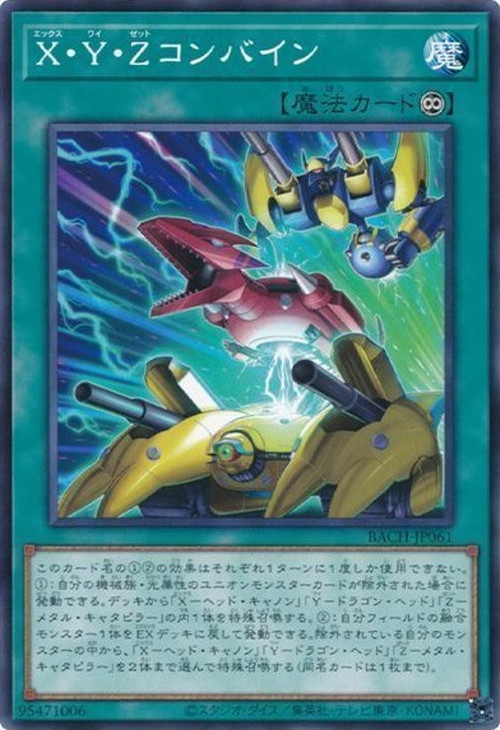 エックス ワイ ゼット
X・Y・Zコンバイン
魔
【魔法カード】
BACH-JP061
このカード名の①②の効果はそれぞれ１ターンに１度しか使用できない。
①：自分の機械族・光属性のユニオンモンスターカードが除外された場合に
発動できる。デッキから「X－ヘッド・キャノン」「Y－ドラゴン・ヘッド」「Z－
メタル・キャタピラー」の内１体を特殊召喚する。②：自分フィールドの融合
モンスター１体をEXデッキに戻して発動できる。除外されている自分のモ
ンスターの中から、「X－ヘッド・キャノン」「Y－ドラゴン・ヘッド」「Z－メタル・
キャタピラー」を２体まで選んで特殊召喚する（同名カードは１枚まで）。
95471006
©スタジオ・ダイス／集英社・テレビ東京・KONAMI